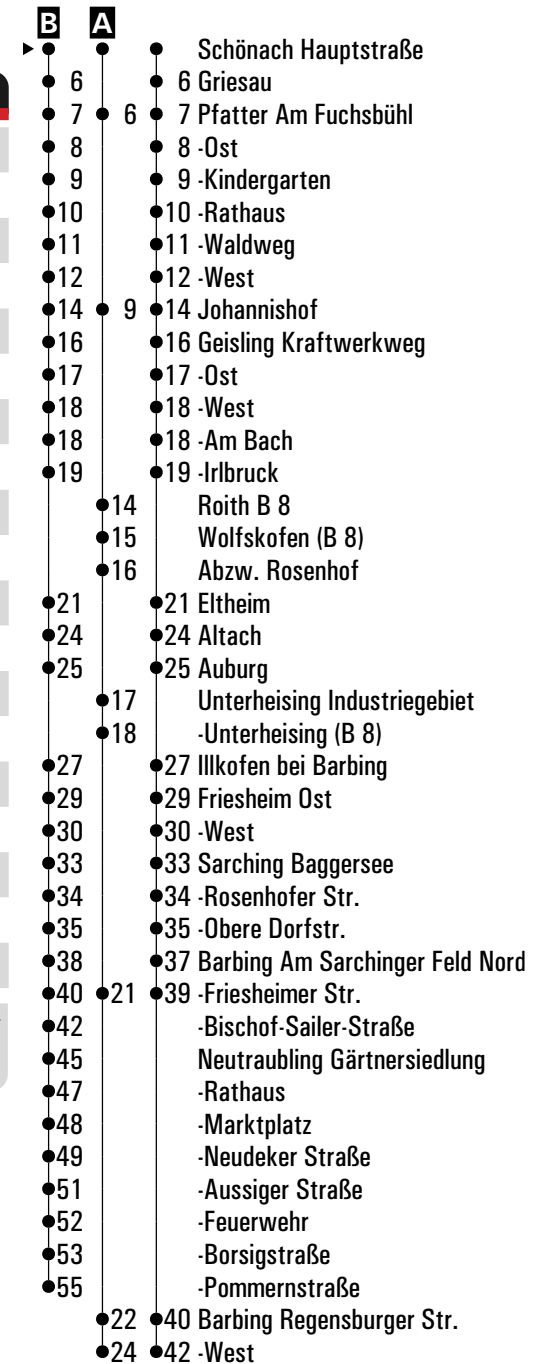 B A
Schönach Hauptstraße
6 6 Griesau
7 6 7 Pfatter Am Fuchsbühl
8 8 -Ost
9 9 -Kindergarten
10 10 -Rathaus
11 11 -Waldweg
12 12 -West
14 9 14 Johannishof
16 16 Geisling Kraftwerkweg
17 17 -Ost
18 18 -West
18 18 -Am Bach
19 19 -Irlbruck
14 Roith B 8
15 Wolfskofen (B 8)
16 Abzw. Rosenhof
21 21 Eltheim
24 24 Altach
25 25 Auburg
17 Unterheising Industriegebiet
18 -Unterheising (B 8)
27 27 Illkofen bei Barbing
29 29 Friesheim Ost
30 30 -West
33 33 Sarching Baggersee
34 34 -Rosenhofer Str.
35 35 -Obere Dorfstr.
38 37 Barbing Am Sarchinger Feld Nord
40 21 39 -Friesheimer Str.
42 -Bischof-Sailer-Straße
45 Neutraubling Gärtnersiedlung
47 -Rathaus
48 -Marktplatz
49 -Neudeker Straße
51 -Aussiger Straße
52 -Feuerwehr
53 -Borsigstraße
55 -Pommernstraße
22 40 Barbing Regensburger Str.
24 42 -West